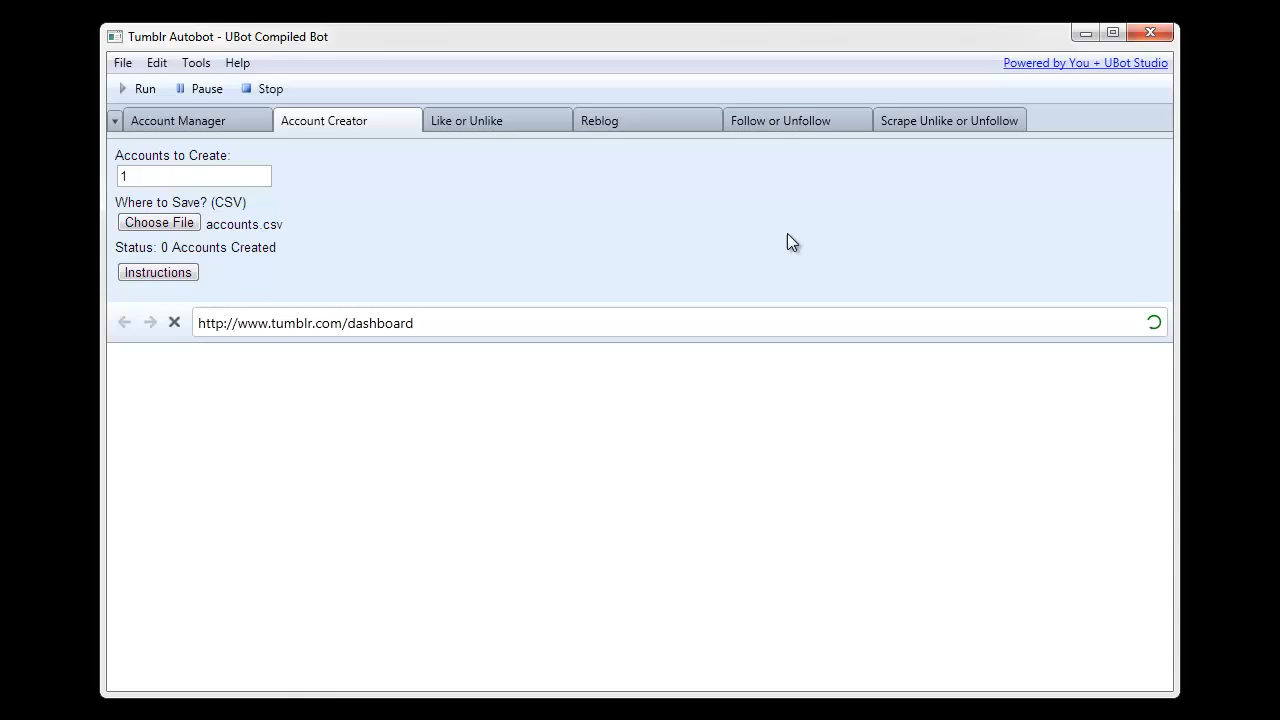 Tumblr Autobot - UBot Compiled Bot
File Edit Tools Help Powered by You + UBot Studio
Run Pause Stop
Account Manager Account Creator Like or Unlike Reblog Follow or Unfollow Scrape Unlike or Unfollow
Accounts to Create:
1
Where to Save? (CSV)
Choose File accounts.csv
Status: 0 Accounts Created
Instructions
http://www.tumblr.com/dashboard